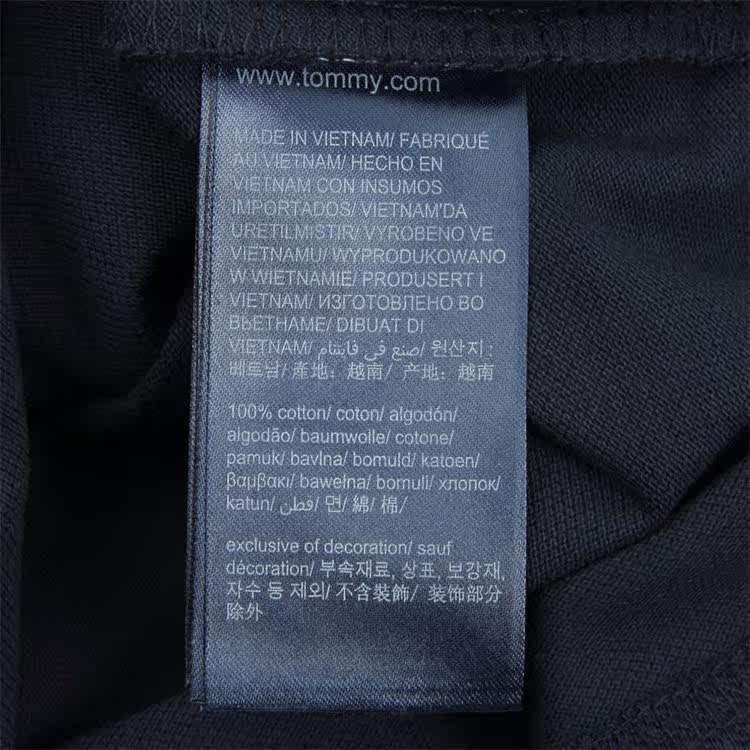 www.tommy.com
MADE IN VIETNAM/ FABRIQUÉ
AU VIETNAM/ HECHO EN
VIETNAM CON INSUMOS
IMPORTADOS/ VIETNAM'DA
URETILMISTIR/ VYROBENO VE
VIETNAMU/ WYPRODUKOWANO
W WIETNAMIE/ PRODUSERT I
VIETNAM/ ИЗГОТОВЛЕНО ВО
ВЬЕТНАМЕ/ DIBUAT DI
VIETNAM/ صنع في فايتنام/ 원산지:
베트남/ 產地: 越南/ 产地: 越南
100% cotton/ coton/ algodón/
algodão/ baumwolle/ cotone/
pamuk/ bavlna/ bomuld/ katoen/
βαμβακι/ bawełna/ bomull/ хлопок/
katun/ قطن/ 면/ 綿/ 棉/
exclusive of decoration/ sauf
décoration/ 부속재료, 상표, 보강재,
자수 등 제외/ 不含裝飾/ 装饰部分
除外